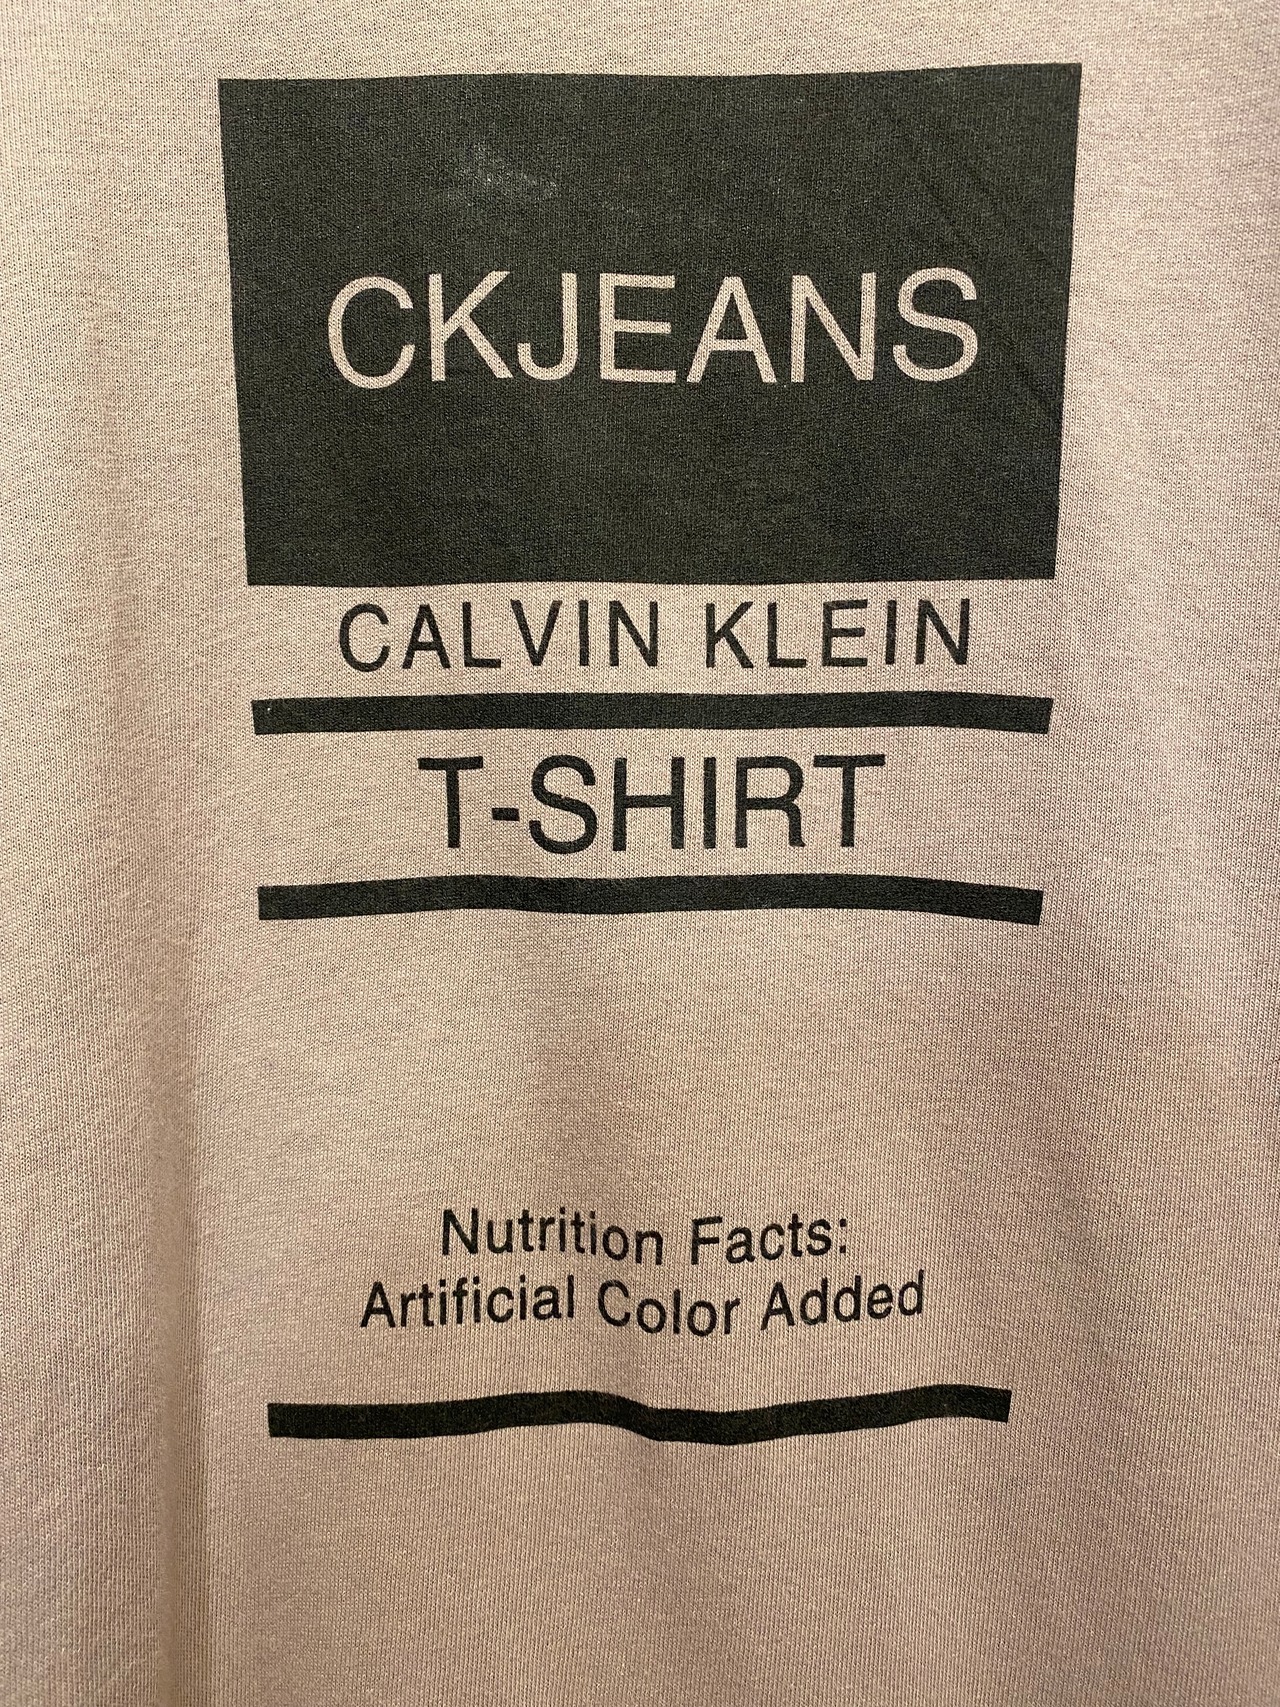 CKJEANS
CALVIN KLEIN
T-SHIRT
Nutrition Facts:
Artificial Color Added